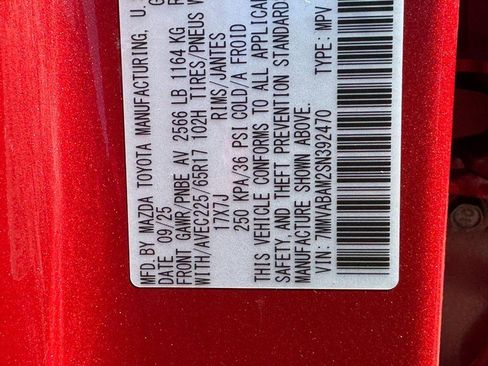 MFD. BY MAZDA TOYOTA MANUFACTURING, U.
DATE: 09/25
FRONT GAWR/PNBE AV 2566 LB 1164 KG
WITH/AVEC225/65R17 102H TIRES/PNEUS
17X7J RIMS/JANTES
250 KPA/36 PSI COLD/A FROID
THIS VEHICLE CONFORMS TO ALL APPLICA
SAFETY AND THEFT PREVENTION STANDARD
MANUFACTURE SHOWN ABOVE.
VIN: 7MMVABAM2SN392470 TYPE: MPV